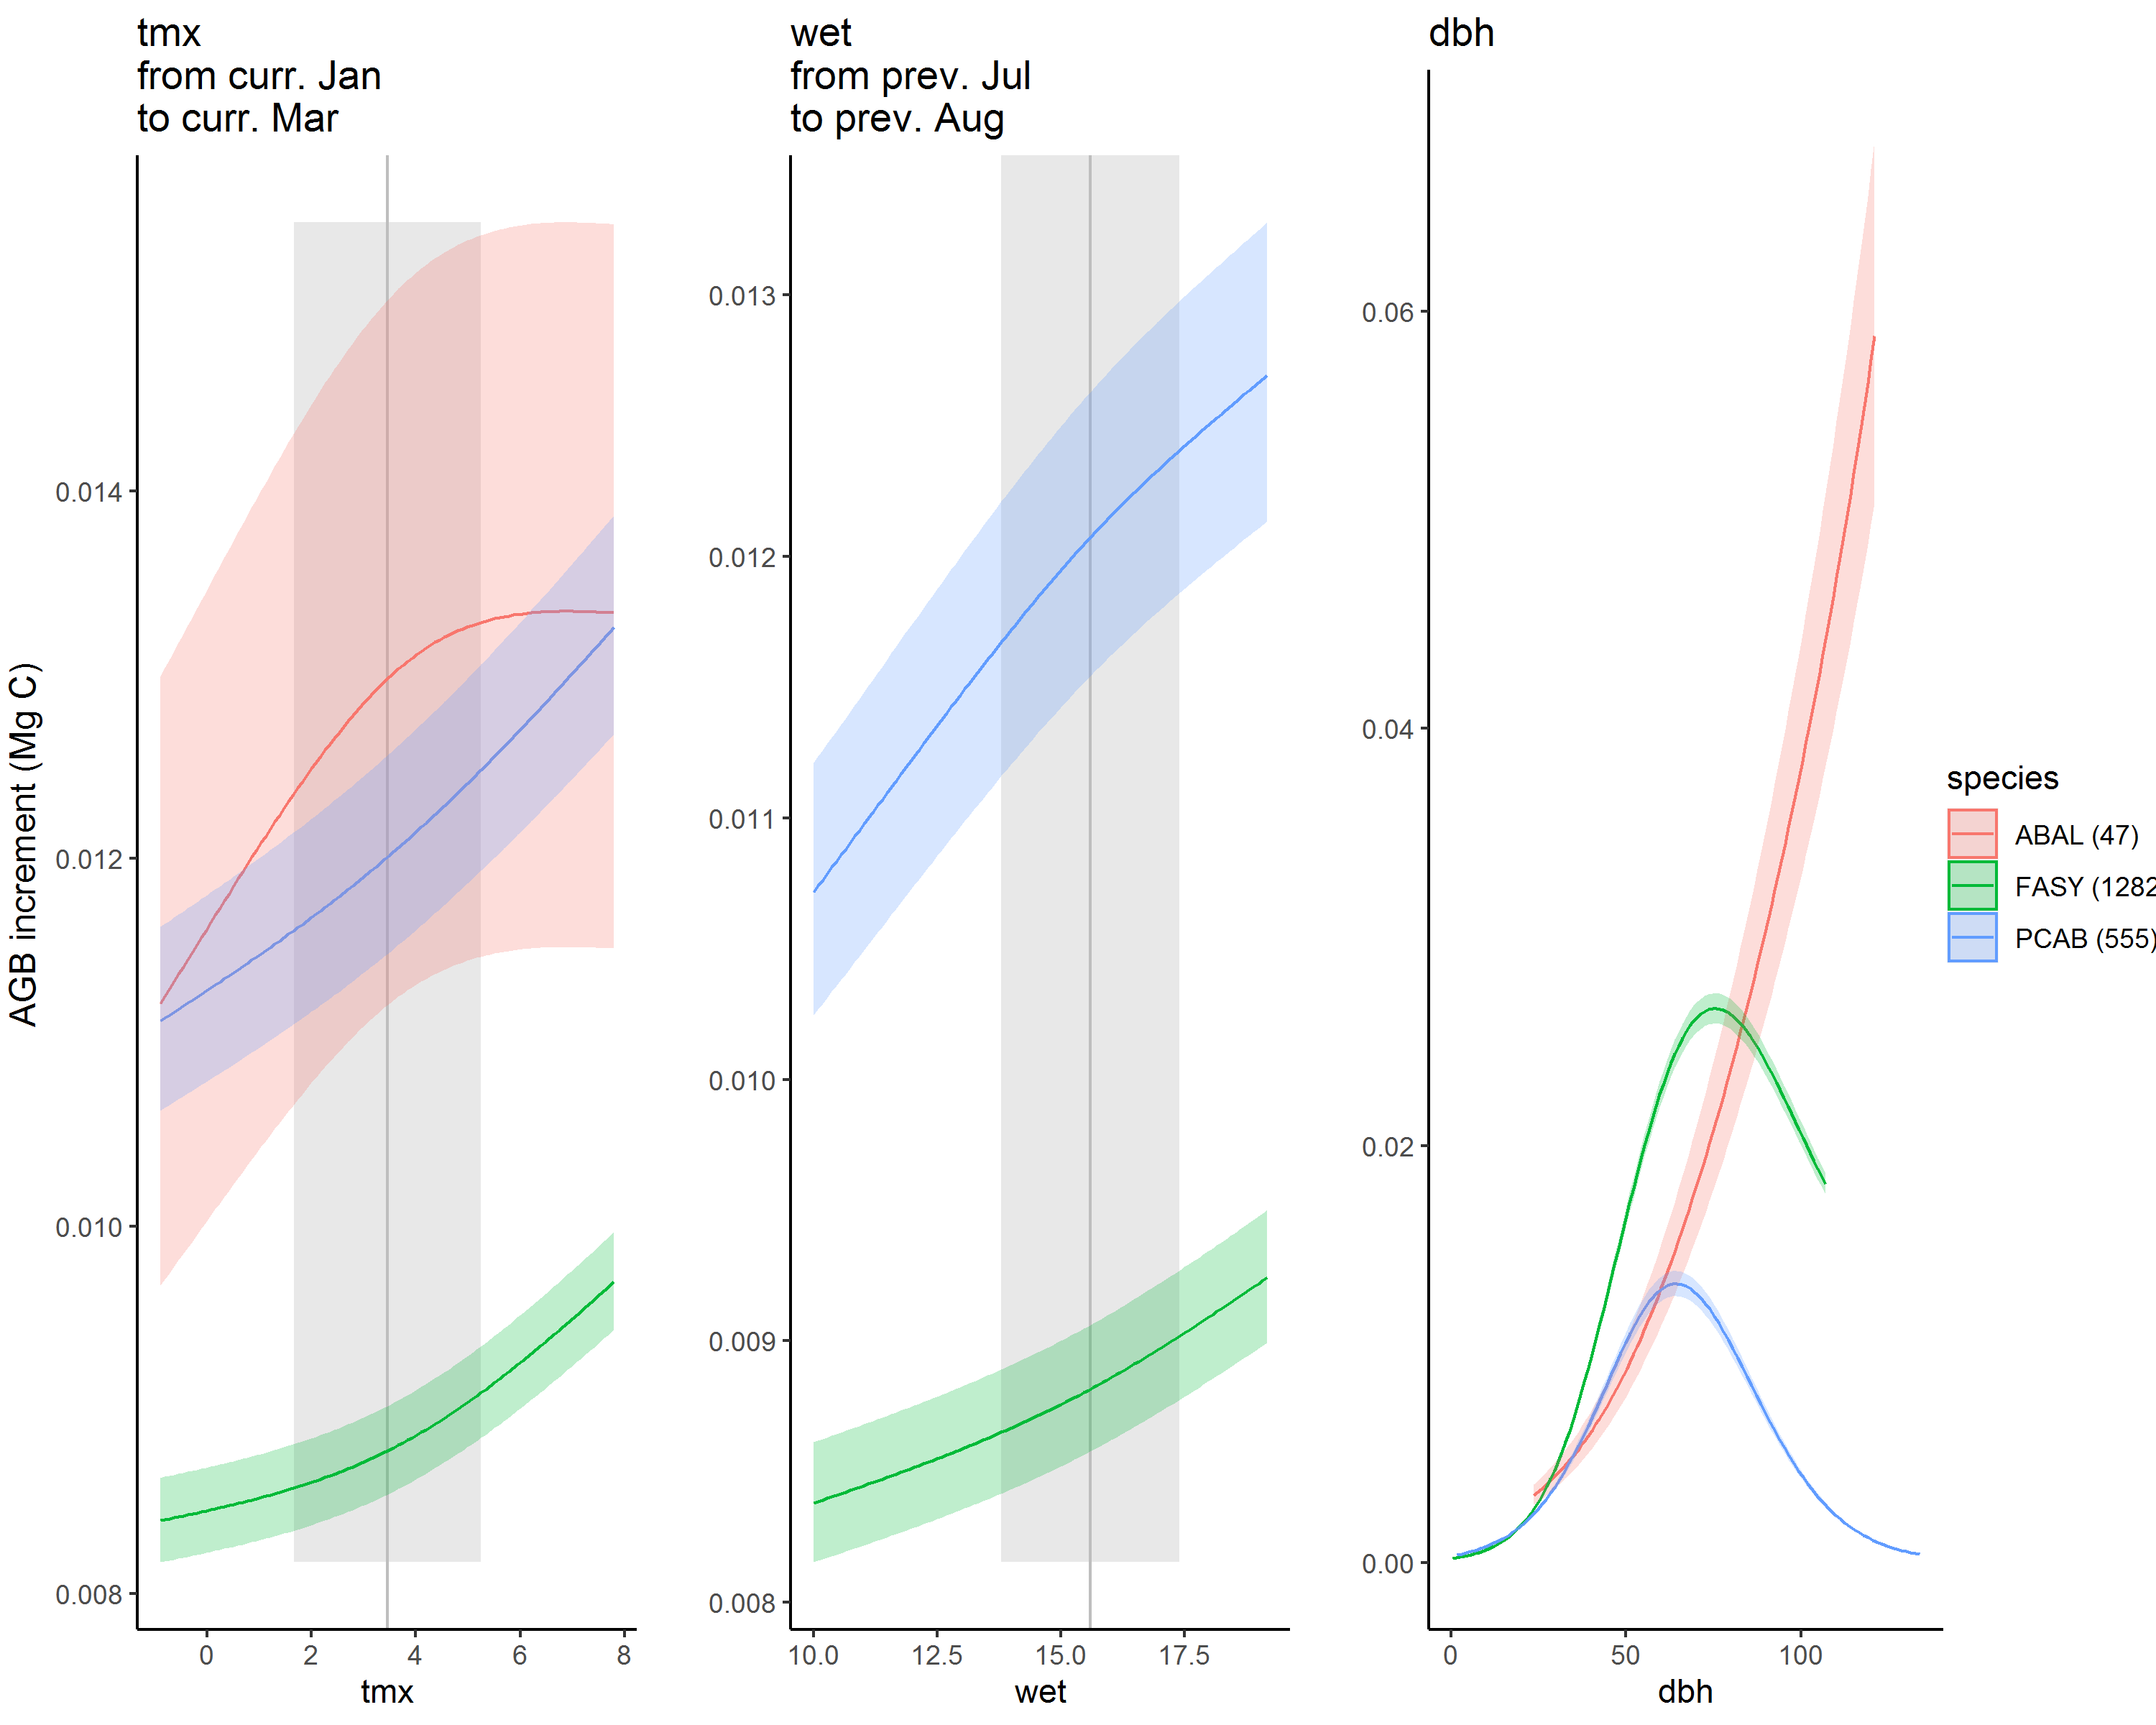 tmx
from curr. Jan
to curr. Mar
wet
from prev. Jul
to prev. Aug
dbh
AGB increment (Mg C)
0.014
0.012
0.010
0.008
0
2
4
6
8
tmx
0.013
0.012
0.011
0.010
0.009
0.008
10.0
12.5
15.0
17.5
wet
0.06
0.04
0.02
0.00
0
50
100
dbh
species
ABAL (47)
FASY (1282
PCAB (555)